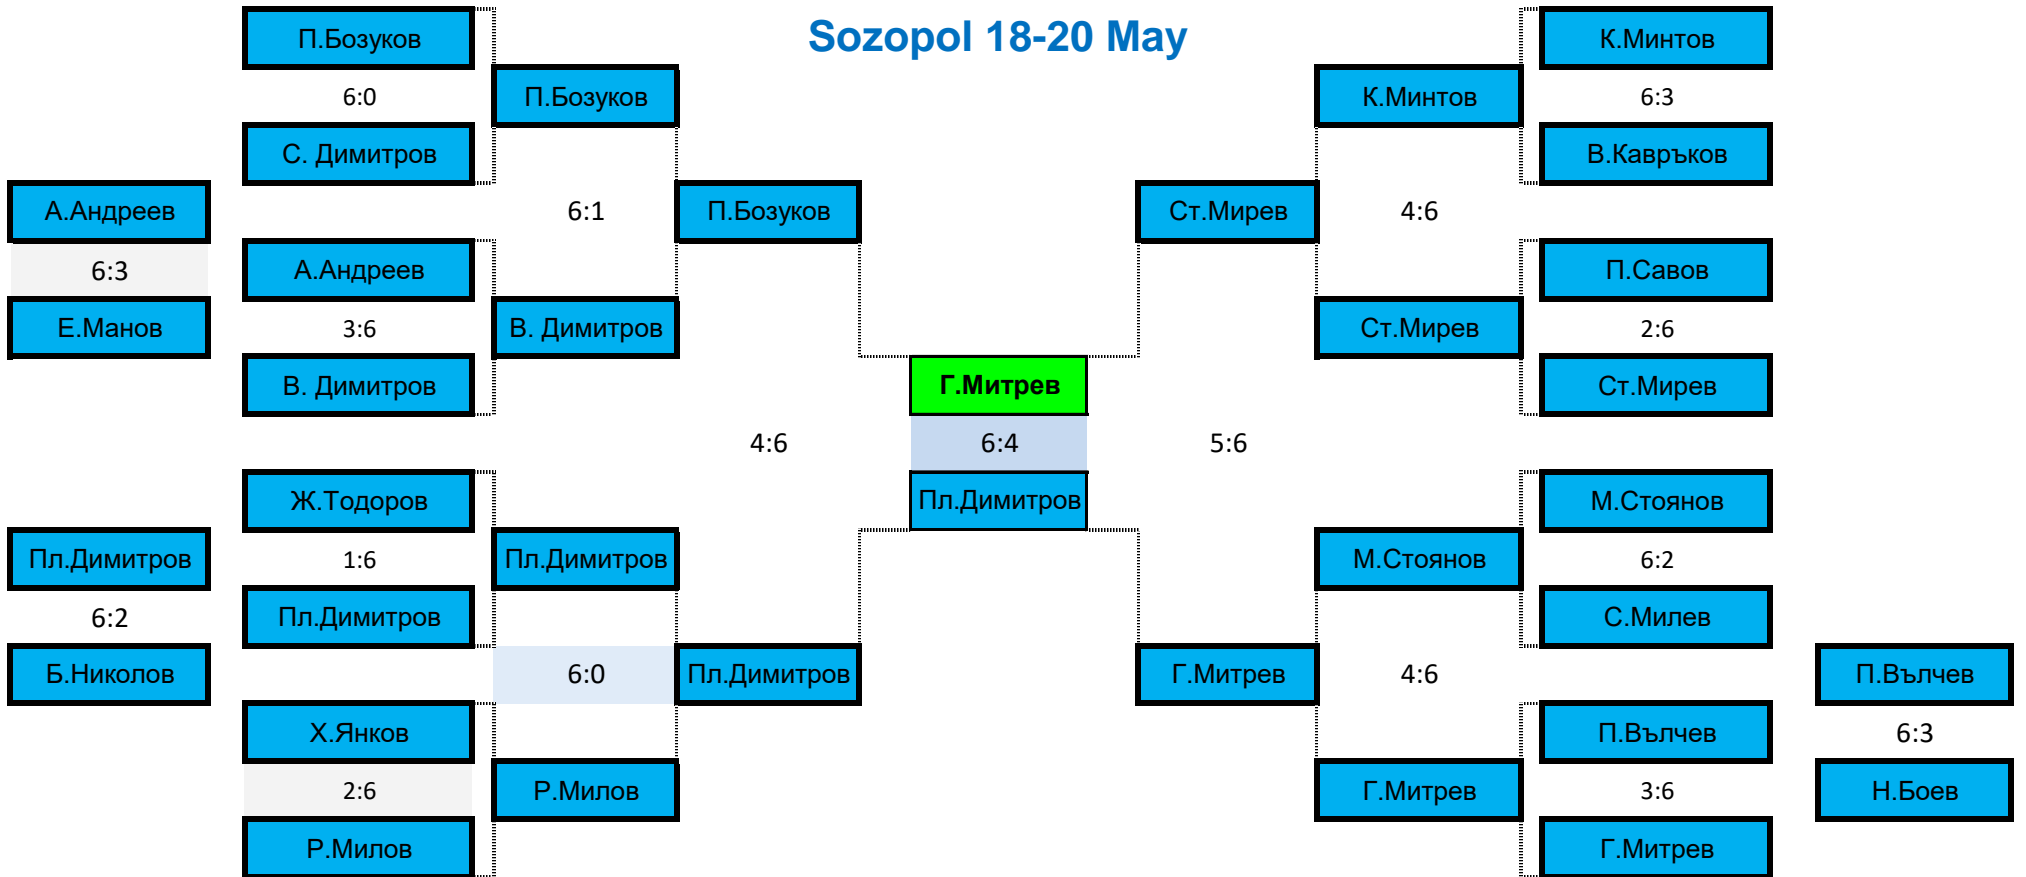 Sozopol 18-20 May
П.Бозуков
К.Минтов
6:0
П.Бозуков
К.Минтов
6:3
С. Димитров
В.Кавръков
А.Андреев
6:1
П.Бозуков
Ст.Мирев
4:6
6:3
А.Андреев
П.Савов
Е.Манов
3:6
В. Димитров
Ст.Мирев
2:6
В. Димитров
Г.Митрев
Ст.Мирев
4:6
6:4
5:6
Ж.Тодоров
Пл.Димитров
М.Стоянов
Пл.Димитров
1:6
Пл.Димитров
М.Стоянов
6:2
6:2
Пл.Димитров
С.Милев
Б.Николов
6:0
Пл.Димитров
Г.Митрев
4:6
П.Вълчев
Х.Янков
П.Вълчев
6:3
2:6
Р.Милов
Г.Митрев
3:6
Н.Боев
Р.Милов
Г.Митрев